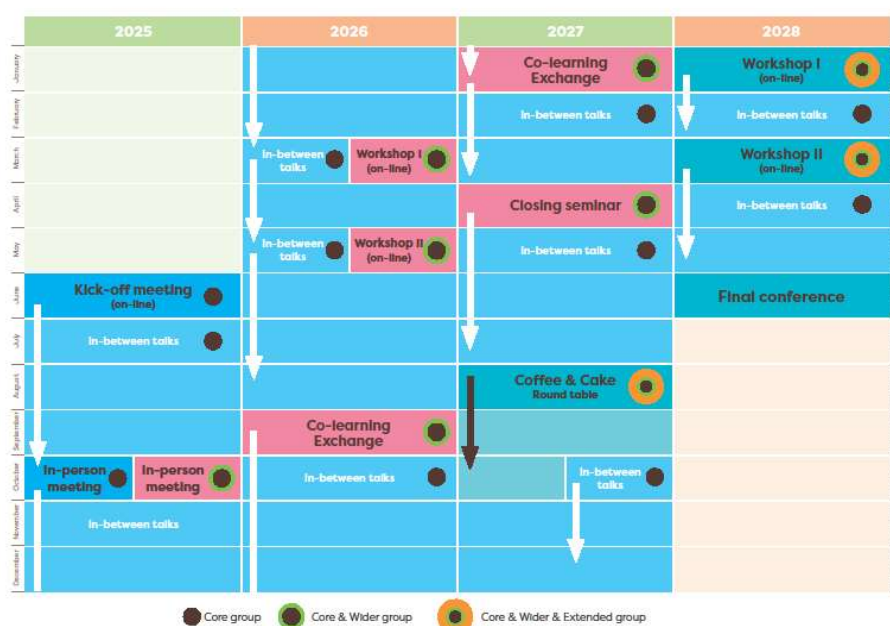 2025 2026 2027 2028
January
Co-learning
Exchange
Workshop I
(on-line)
February
In-between talks
In-between talks
March
In-between
talks
Workshop I
(on-line)
Workshop II
(on-line)
April
Closing seminar
In-between talks
May
In-between
talks
Workshop II
(on-line)
In-between talks
June
Kick-off meeting
(on-line)
Final conference
July
In-between talks
August
Coffee & Cake
Round table
September
Co-learning
Exchange
October
In-person
meeting
In-person
meeting
In-between talks
In-between
talks
November
In-between talks
December
Core group Core & Wider group Core & Wider & Extended group